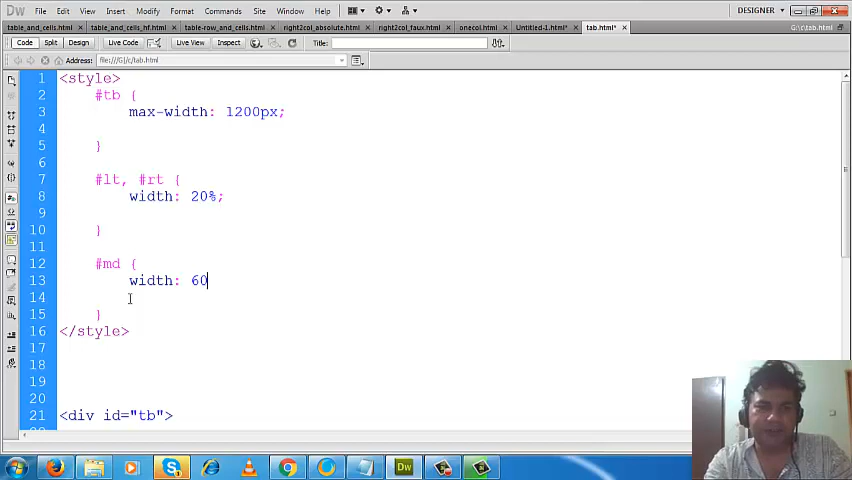 Dw File Edit View Insert Modify Format Commands Site Window Help DESIGNER
table_and_cells.html table_and_cells_hf.html table-row_and_cells.html right2col_absolute.html right2col_faux.html onecol.html Untitled-1.html* tab.html* G:\c\tab.html
Code Split Design Live Code Live View Inspect Title:
Address: file:///G|/c/tab.html
1 <style>
2 #tb {
3 max-width: 1200px;
4
5 }
6
7 #lt, #rt {
8 width: 20%;
9
10 }
11
12 #md {
13 width: 60
14
15 }
16 </style>
17
18
19
20
21 <div id="tb">